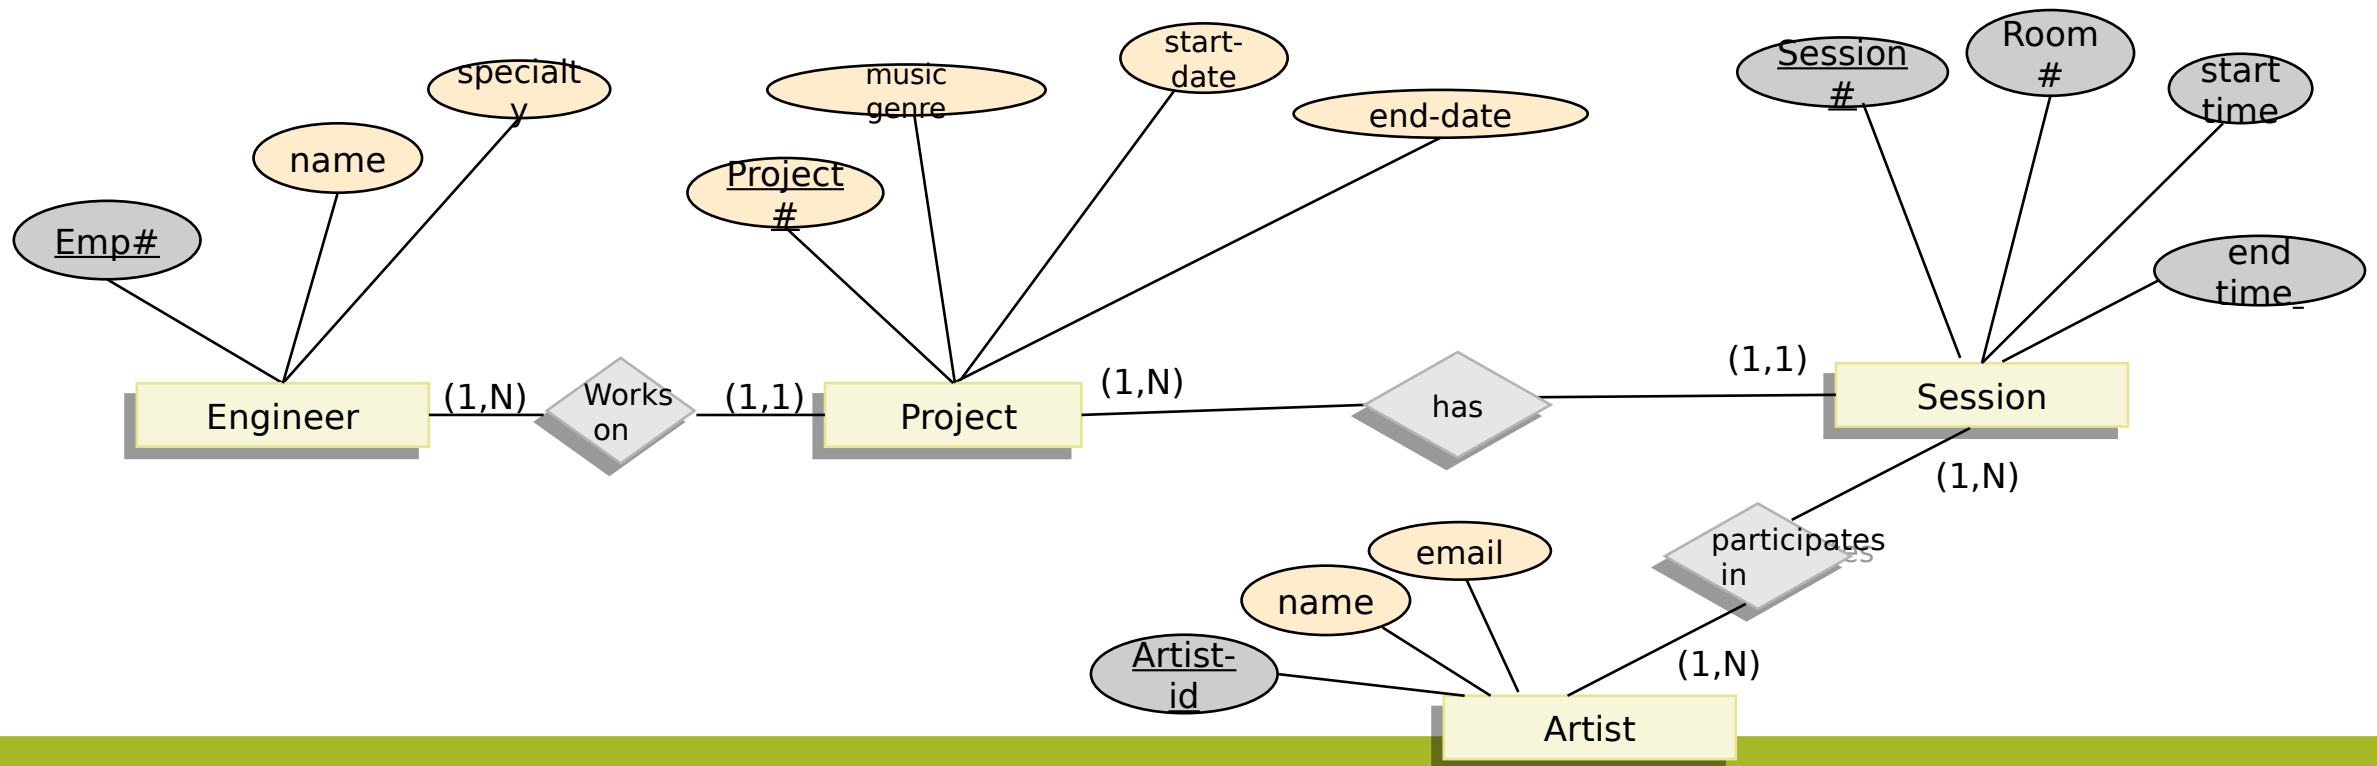 specialt
y
name
Emp#
music
genre
start-
date
end-date
Project
#
Session
#
Room
#
start
time
end
time_
Engineer
(1,N)
Works
on
(1,1)
Project
(1,N)
has
(1,1)
Session
(1,N)
participates
in
(1,N)
email
name
Artist-
id
Artist